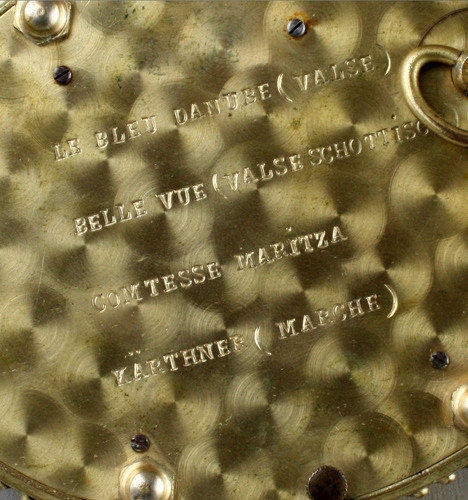 LE BLEU DANUBE (VALSE)
BELLE VUE (VALSE SCHOTTISC
COMTESSE MARITZA
KÄRTHNER (MARCHE)